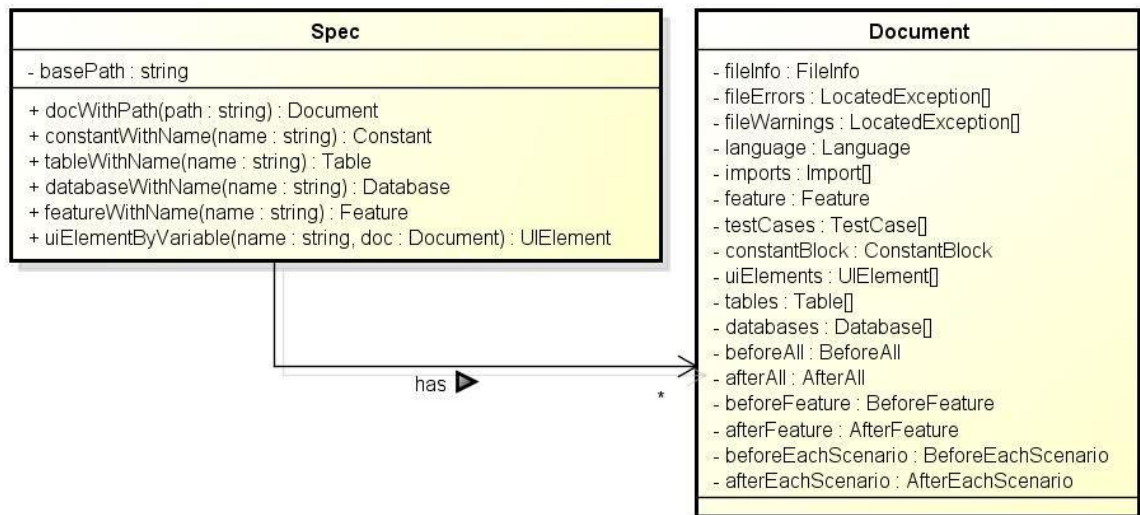 Spec
- basePath : string
+ docWithPath(path : string) : Document
+ constantWithName(name : string) : Constant
+ tableWithName(name : string) : Table
+ databaseWithName(name : string) : Database
+ featureWithName(name : string) : Feature
+ uiElementByVariable(name : string, doc : Document) : UIElement
has
*
Document
- fileInfo : FileInfo
- fileErrors : LocatedException[]
- fileWarnings : LocatedException[]
- language : Language
- imports : Import[]
- feature : Feature
- testCases : TestCase[]
- constantBlock : ConstantBlock
- uiElements : UIElement[]
- tables : Table[]
- databases : Database[]
- beforeAll : BeforeAll
- afterAll : AfterAll
- beforeFeature : BeforeFeature
- afterFeature : AfterFeature
- beforeEachScenario : BeforeEachScenario
- afterEachScenario : AfterEachScenario